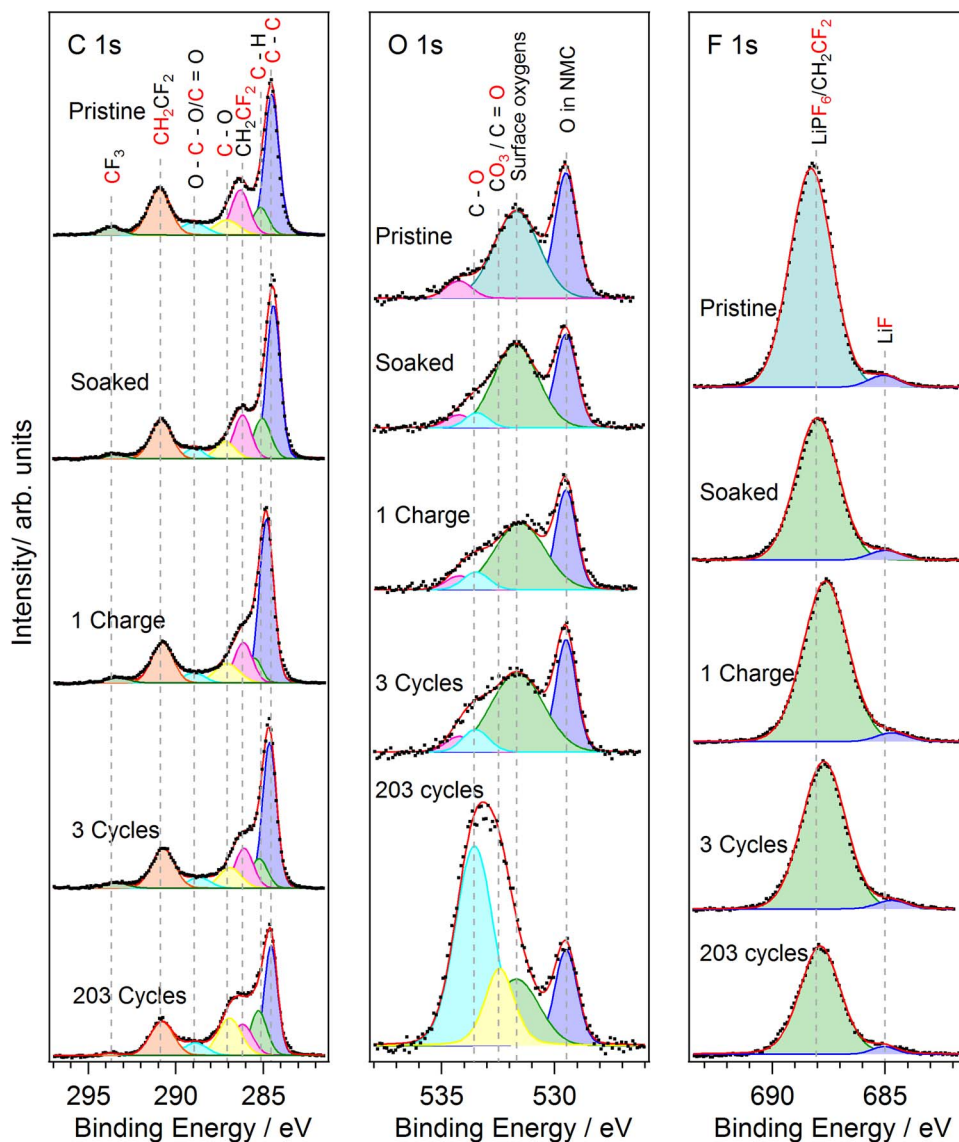 Intensity/ arb. units
C 1s
CF₃
CH₂CF₂
O - C - O/C = O
C - O
CH₂CF₂
C - H
C - C
Pristine
Soaked
1 Charge
3 Cycles
203 Cycles
295
290
285
Binding Energy / eV
O 1s
C - O
CO₃ / C = O
Surface oxygens
O in NMC
Pristine
Soaked
1 Charge
3 Cycles
203 cycles
535
530
Binding Energy / eV
F 1s
LiPF₆/CH₂CF₂
LiF
Pristine
Soaked
1 Charge
3 Cycles
203 cycles
690
685
Binding Energy / eV